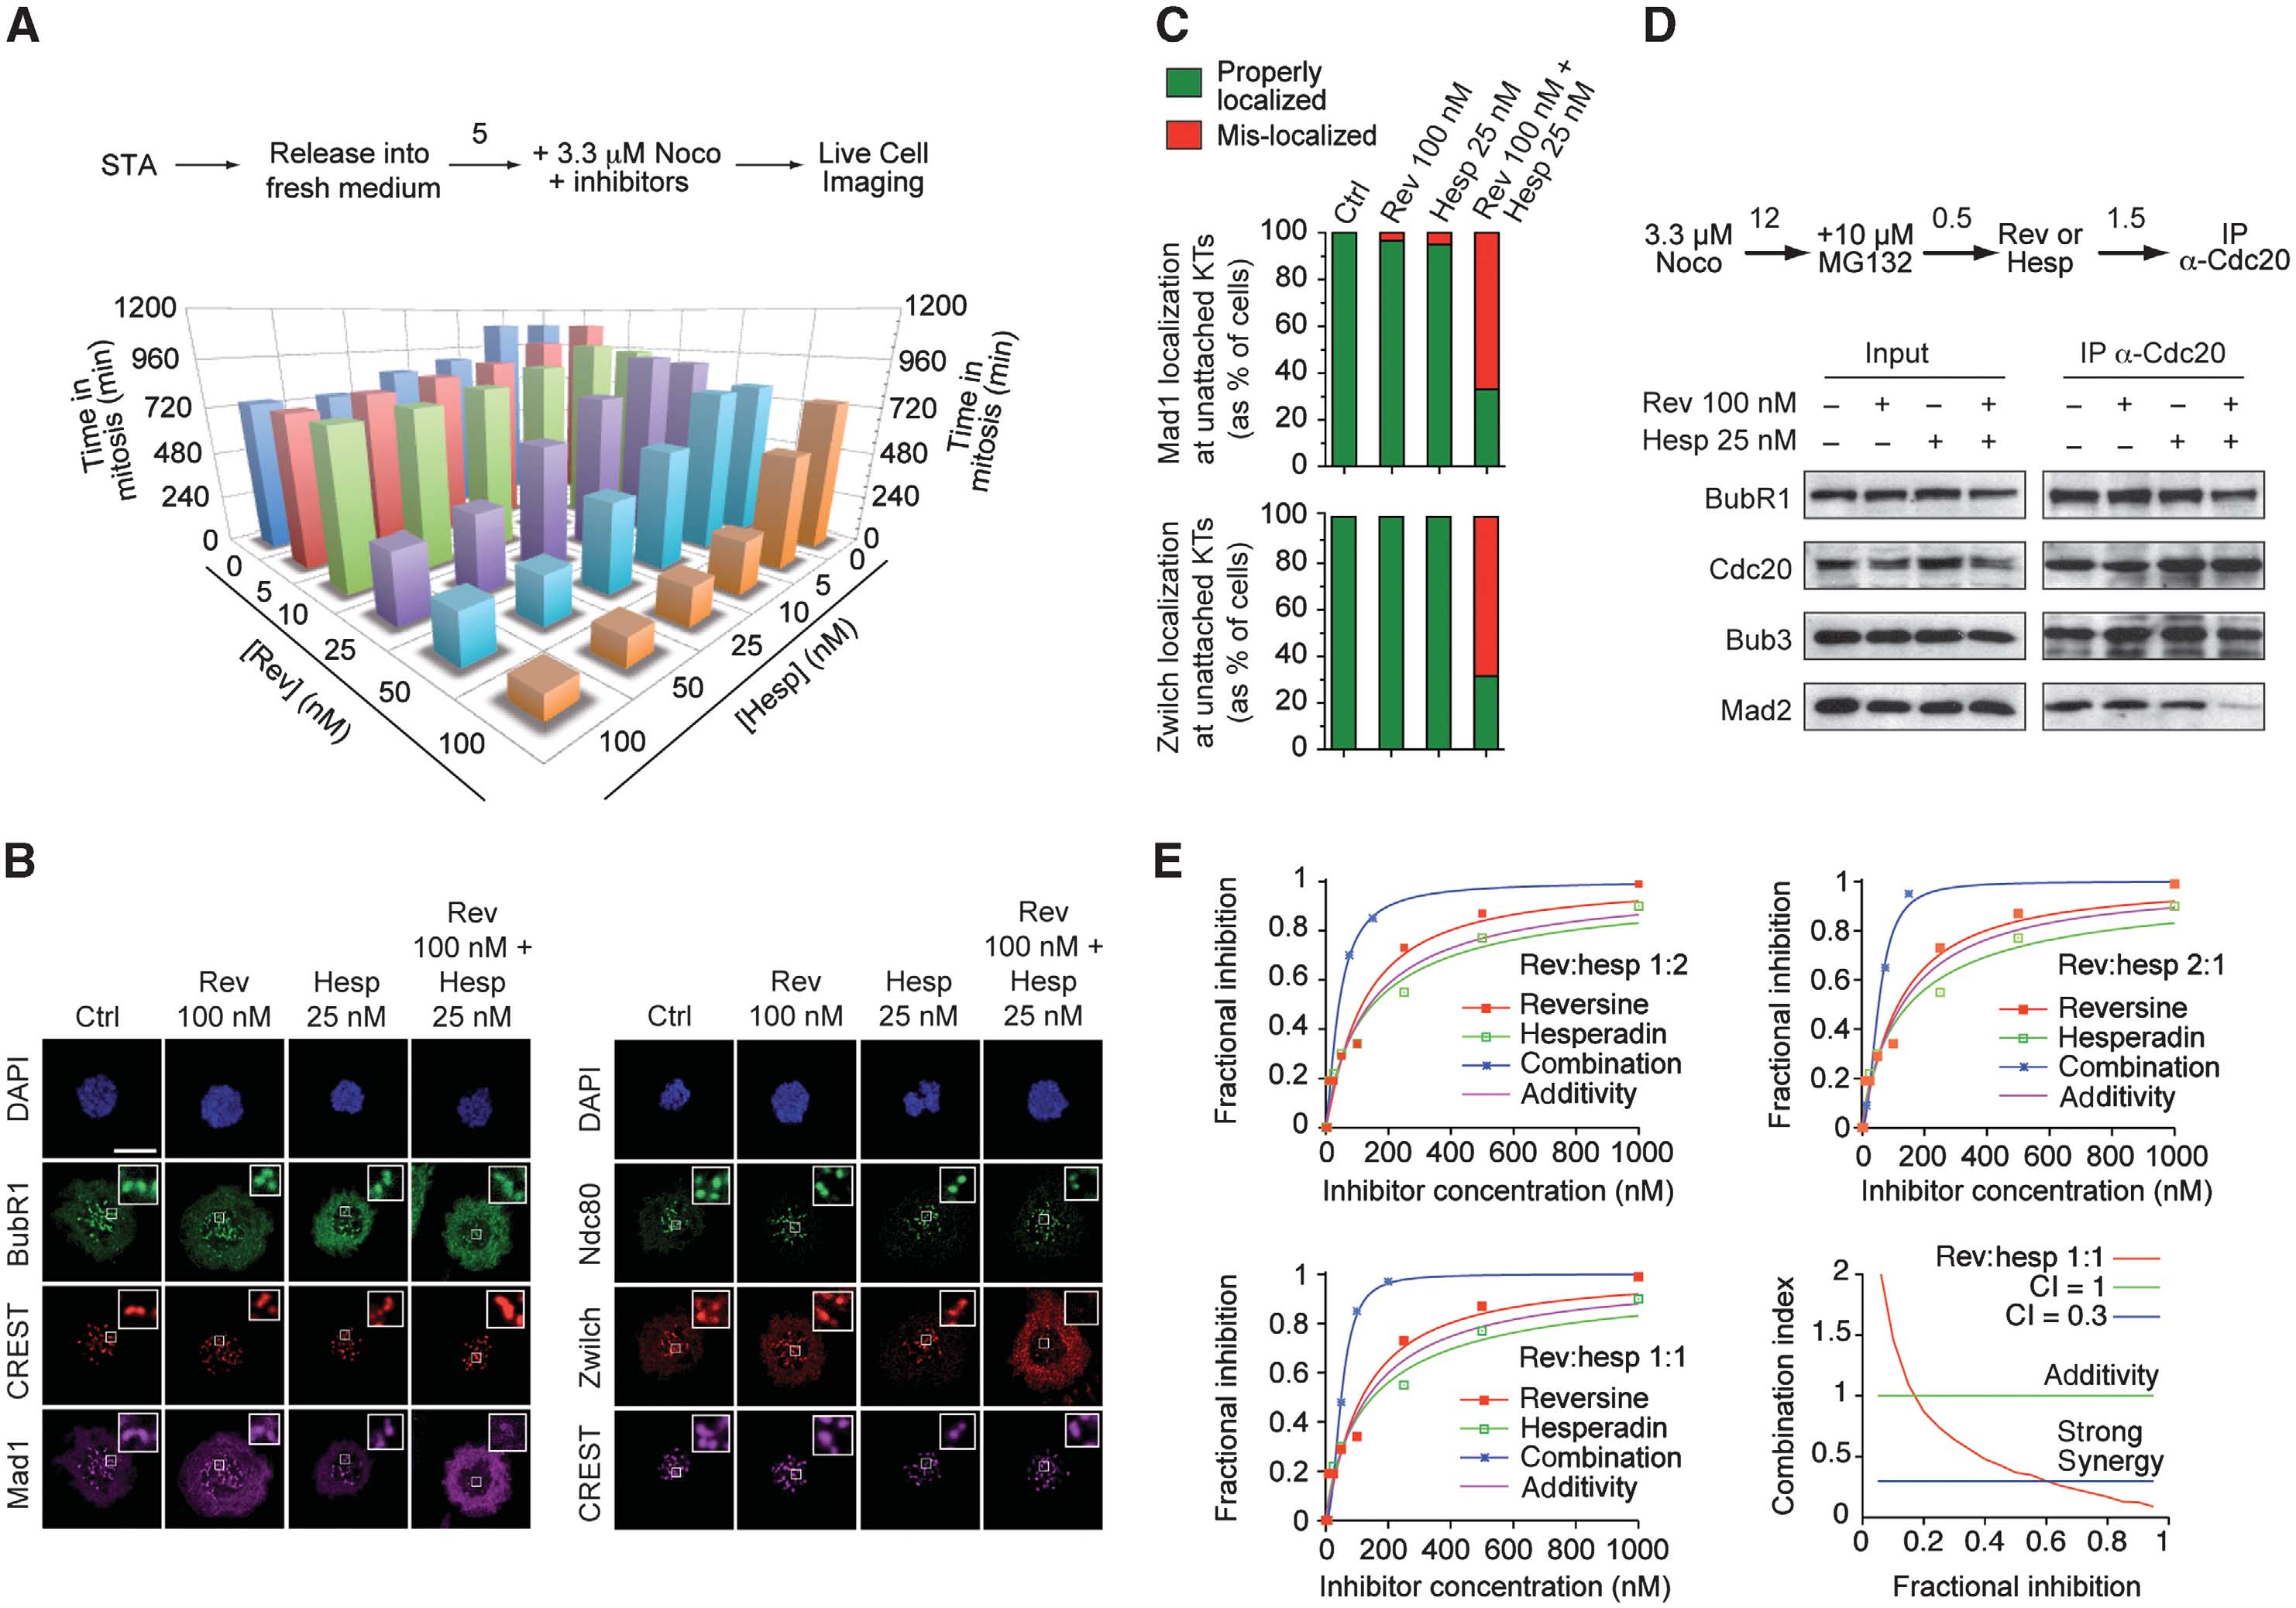 A
STA
Release into
fresh medium
5
+ 3.3 µM Noco
+ inhibitors
Live Cell
Imaging
Time in
mitosis (min)
1200
960
720
480
240
0
1200
960
720
480
240
0
Time in
mitosis (min)
0
5
10
25
50
100
[Rev] (nM)
0
5
10
25
50
100
[Hesp] (nM)
B
Ctrl
Rev
100 nM
Hesp
25 nM
Rev
100 nM +
Hesp
25 nM
DAPI
BubR1
CREST
Mad1
Ctrl
Rev
100 nM
Hesp
25 nM
Rev
100 nM +
Hesp
25 nM
DAPI
Ndc80
Zwilch
CREST
C
Properly
localized
Mis-localized
Ctrl
Rev 100 nM
Hesp 25 nM
Rev 100 nM +
Hesp 25 nM
Mad1 localization
at unattached KTs
(as % of cells)
100
80
60
40
20
0
Zwilch localization
at unattached KTs
(as % of cells)
100
80
60
40
20
0
D
3.3 µM
Noco
12
+10 µM
MG132
0.5
Rev or
Hesp
1.5
IP
α-Cdc20
Input
IP α-Cdc20
Rev 100 nM – + – + – + – +
Hesp 25 nM – – + + – – + +
BubR1
Cdc20
Bub3
Mad2
E
Fractional inhibition
1
0.8
0.6
0.4
0.2
0
Rev:hesp 1:2
Reversine
Hesperadin
Combination
Additivity
0 200 400 600 800 1000
Inhibitor concentration (nM)
Fractional inhibition
1
0.8
0.6
0.4
0.2
0
Rev:hesp 2:1
Reversine
Hesperadin
Combination
Additivity
0 200 400 600 800 1000
Inhibitor concentration (nM)
Fractional inhibition
1
0.8
0.6
0.4
0.2
0
Rev:hesp 1:1
Reversine
Hesperadin
Combination
Additivity
0 200 400 600 800 1000
Inhibitor concentration (nM)
Combination index
2
1.5
1
0.5
0
Rev:hesp 1:1
CI = 1
CI = 0.3
Additivity
Strong
Synergy
0 0.2 0.4 0.6 0.8 1
Fractional inhibition